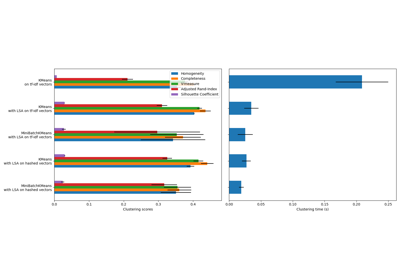 Homogeneity
Completeness
V-measure
Adjusted Rand-Index
Silhouette Coefficient
KMeans
on tf-idf vectors
KMeans
with LSA on tf-idf vectors
MiniBatchKMeans
with LSA on tf-idf vectors
KMeans
with LSA on hashed vectors
MiniBatchKMeans
with LSA on hashed vectors
0.0 0.1 0.2 0.3 0.4
Clustering scores
0.00 0.05 0.10 0.15 0.20 0.25
Clustering time (s)